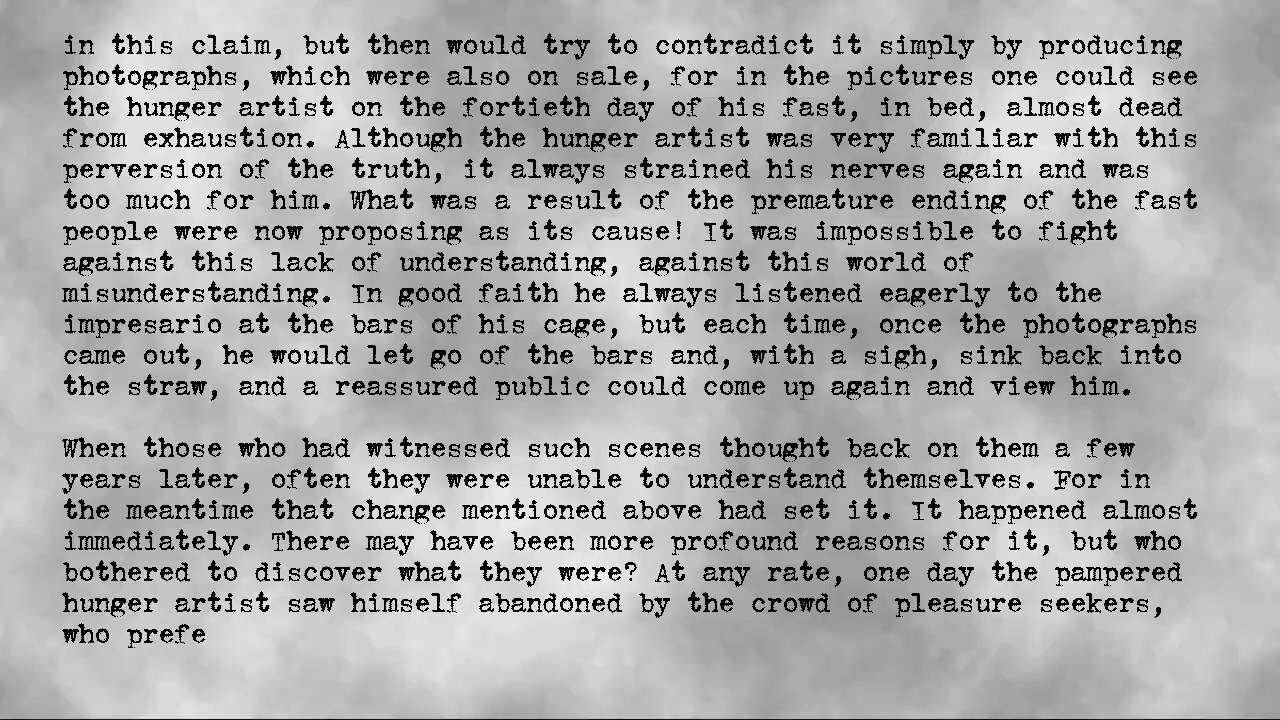 in this claim, but then would try to contradict it simply by producing
photographs, which were also on sale, for in the pictures one could see
the hunger artist on the fortieth day of his fast, in bed, almost dead
from exhaustion. Although the hunger artist was very familiar with this
perversion of the truth, it always strained his nerves again and was
too much for him. What was a result of the premature ending of the fast
people were now proposing as its cause! It was impossible to fight
against this lack of understanding, against this world of
misunderstanding. In good faith he always listened eagerly to the
impresario at the bars of his cage, but each time, once the photographs
came out, he would let go of the bars and, with a sigh, sink back into
the straw, and a reassured public could come up again and view him.

When those who had witnessed such scenes thought back on them a few
years later, often they were unable to understand themselves. For in
the meantime that change mentioned above had set it. It happened almost
immediately. There may have been more profound reasons for it, but who
bothered to discover what they were? At any rate, one day the pampered
hunger artist saw himself abandoned by the crowd of pleasure seekers,
who prefe